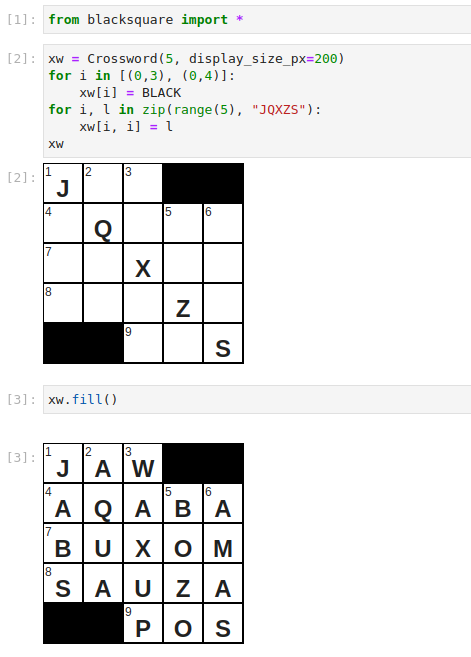 [1]: from blacksquare import *
[2]: xw = Crossword(5, display_size_px=200)
for i in [(0,3), (0,4)]:
    xw[i] = BLACK
for i, l in zip(range(5), "JQXZS"):
    xw[i, i] = l
xw
[2]:
1 J 2 3
4 Q 5 6
7 X
8 Z
9 S
[3]: xw.fill()
[3]:
1 J 2 A 3 W
4 A Q A 5 B 6 A
7 B U X O M
8 S A U Z A
9 P O S